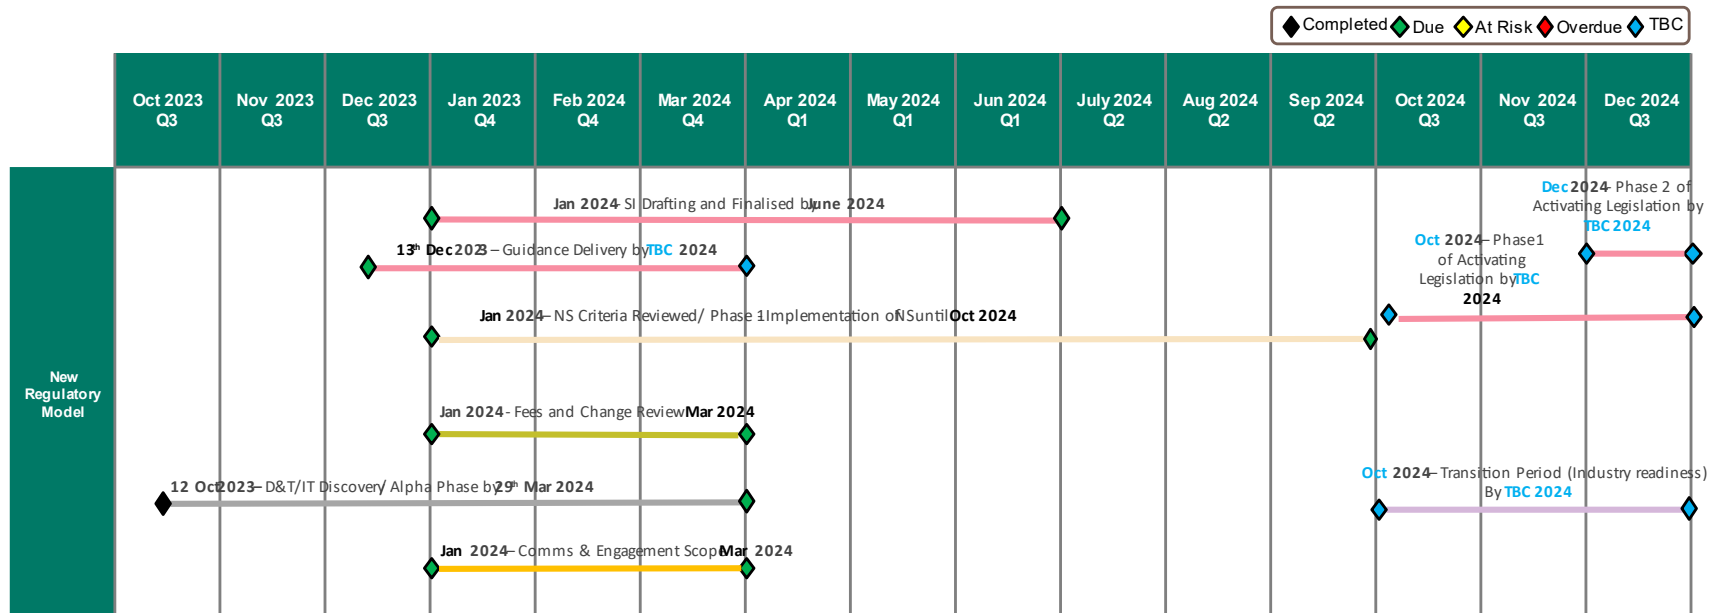 Completed Due At Risk Overdue TBC
Oct 2023 Nov 2023 Dec 2023 Jan 2023 Feb 2024 Mar 2024 Apr 2024 May 2024 Jun 2024 July 2024 Aug 2024 Sep 2024 Oct 2024 Nov 2024 Dec 2024
Q3 Q3 Q3 Q4 Q4 Q4 Q1 Q1 Q1 Q2 Q2 Q2 Q3 Q3 Q3
New
Regulatory
Model
Jan 2024- SI Drafting and Finalised by June 2024
Dec 2024- Phase 2 of
Activating Legislation by
TBC 2024
13th Dec 2023 – Guidance Delivery by TBC 2024
Oct 2024 – Phase1
of Activating
Legislation by TBC
2024
Jan 2024 – NS Criteria Reviewed/ Phase 1- Implementation of NS until Oct 2024
Jan 2024 - Fees and Change Review Mar 2024
12 Oct 2023 – D&T/IT Discovery/ Alpha Phase by 29th Mar 2024
Oct 2024 – Transition Period (Industry readiness)
By TBC 2024
Jan 2024 – Comms & Engagement Scope Mar 2024